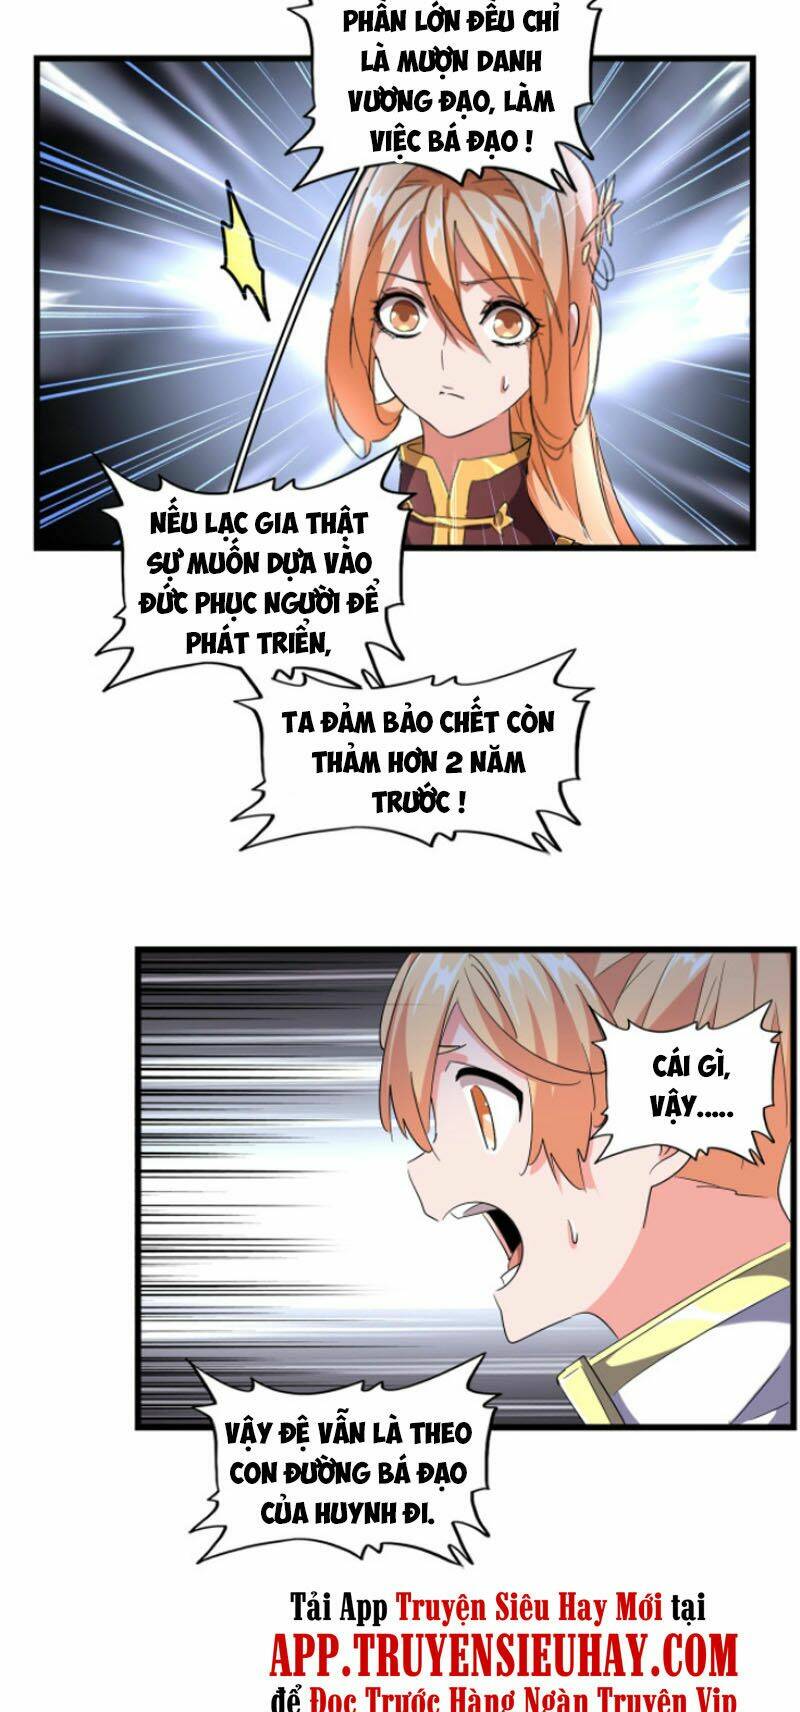 PHẦN LỚN ĐỀU CHỈ
LÀ MƯỢN DANH
VƯƠNG ĐẠO, LÀM
VIỆC BÁ ĐẠO !
NẾU LẠC GIA THẬT
SỰ MUỐN DỰA VÀO
ĐỨC PHỤC NGƯỜI ĐỂ
PHÁT TRIỂN,
TA ĐẢM BẢO CHẾT CÒN
THẢM HƠN 2 NĂM
TRƯỚC !
CÁI GÌ,
VẬY.....
VẬY ĐỆ VẪN LÀ THEO
CON ĐƯỜNG BÁ ĐẠO
CỦA HUYNH ĐI.
Tải App Truyện Siêu Hay Mới tại
APP.TRUYENSIEUHAY.COM
để Đọc Trước Hàng Ngàn Truyện Vip